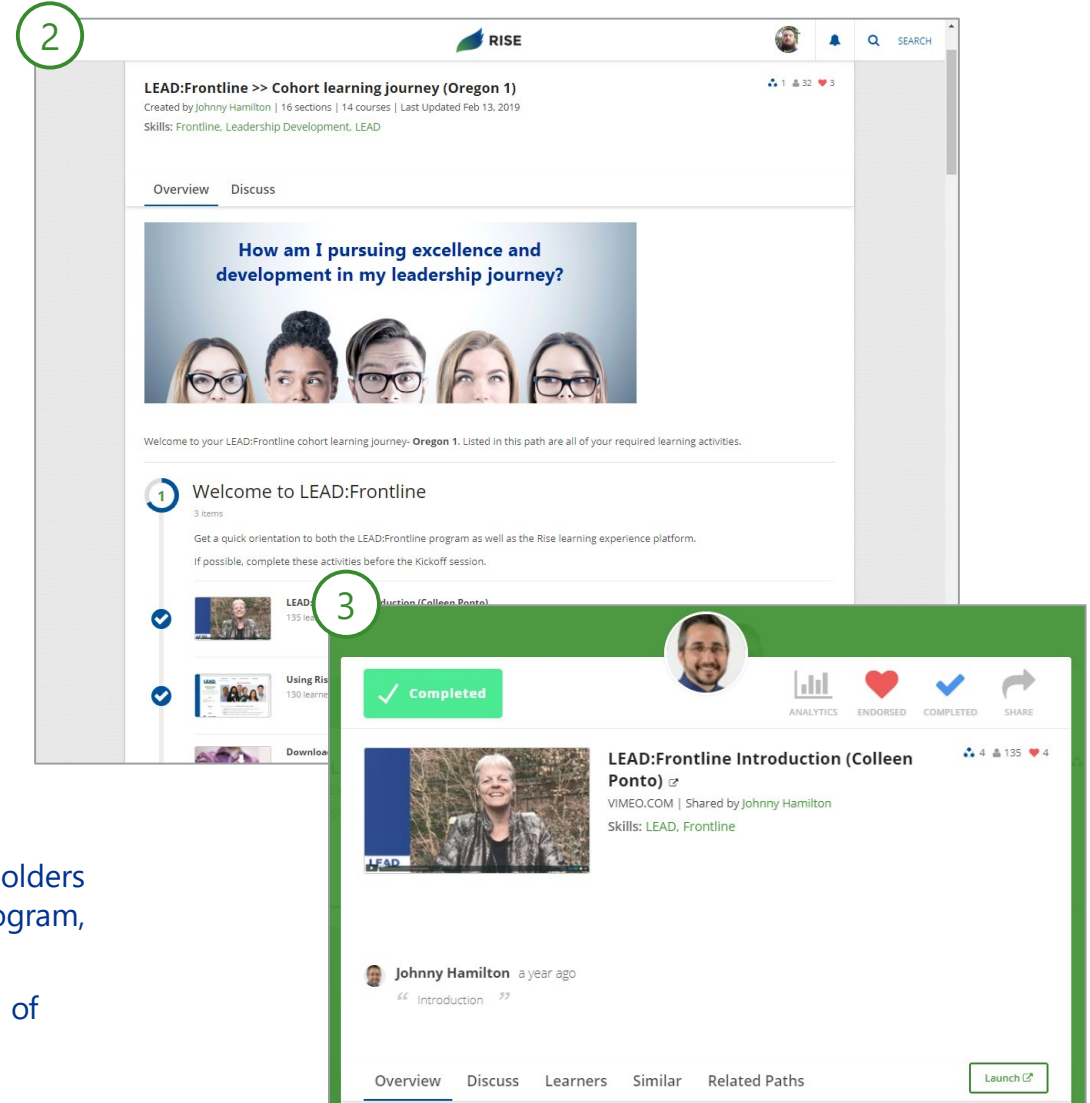 2
RISE
SEARCH
LEAD:Frontline >> Cohort learning journey (Oregon 1)
1 32 3
Created by Johnny Hamilton | 16 sections | 14 courses | Last Updated Feb 13, 2019
Skills: Frontline, Leadership Development, LEAD
Overview Discuss
How am I pursuing excellence and
development in my leadership journey?
Welcome to your LEAD:Frontline cohort learning journey- Oregon 1. Listed in this path are all of your required learning activities.
1
Welcome to LEAD:Frontline
3 items
Get a quick orientation to both the LEAD:Frontline program as well as the Rise learning experience platform.
If possible, complete these activities before the Kickoff session.
LEAD: duction (Colleen Ponto)
135 lea
Using Ris
130 learne
Downloa
3
Completed
ANALYTICS ENDORSED COMPLETED SHARE
LEAD:Frontline Introduction (Colleen
Ponto)
4 135 4
VIMEO.COM | Shared by Johnny Hamilton
Skills: LEAD, Frontline
LEAD
Johnny Hamilton a year ago
“ Introduction ”
Overview Discuss Learners Similar Related Paths
Launch
olders
ogram,
of